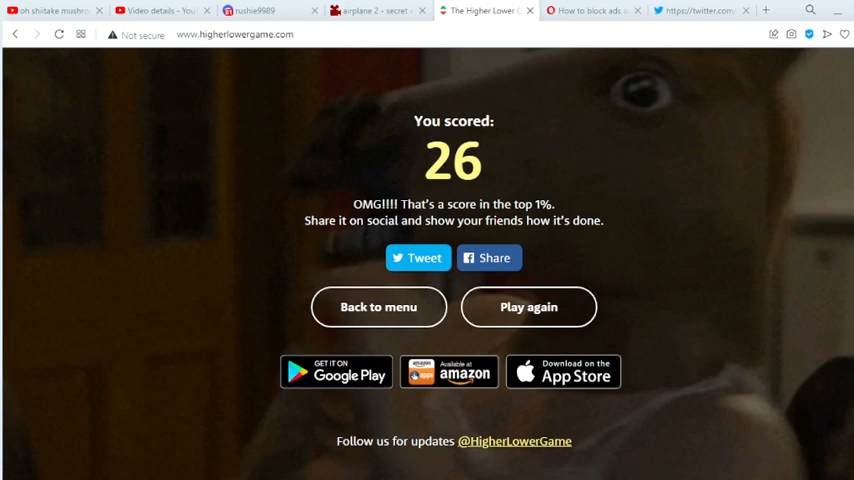 oh shiitake mushro
Video details - You
rushie9989
airplane 2 - secret
The Higher Lower G
How to block ads a
https://twitter.com/
Not secure www.higherlowergame.com
You scored:
26
OMG!!!! That's a score in the top 1%.
Share it on social and show your friends how it's done.
Tweet Share
Back to menu Play again
GET IT ON
Google Play
amazon
apps
Available at
amazon
Download on the
App Store
Follow us for updates @HigherLowerGame